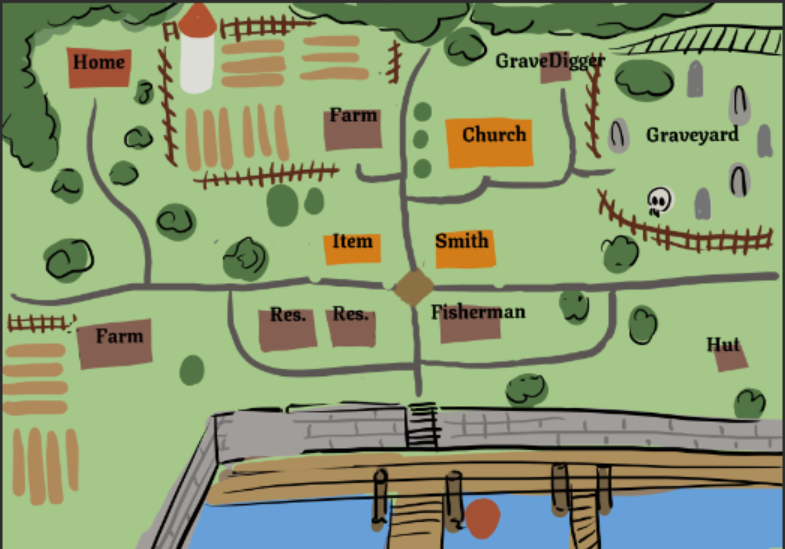 Home
GraveDigger
Farm
Church
Graveyard
Item
Smith
Res.
Res.
Fisherman
Farm
Hut